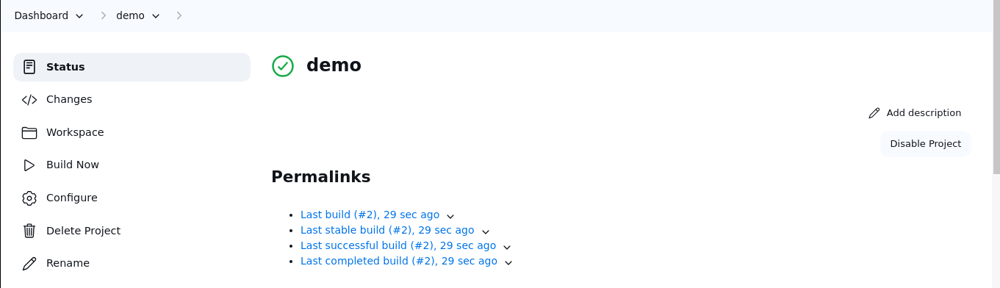 Dashboard demo
Status
Changes
Workspace
Build Now
Configure
Delete Project
Rename
demo
Add description
Disable Project
Permalinks
Last build (#2), 29 sec ago
Last stable build (#2), 29 sec ago
Last successful build (#2), 29 sec ago
Last completed build (#2), 29 sec ago